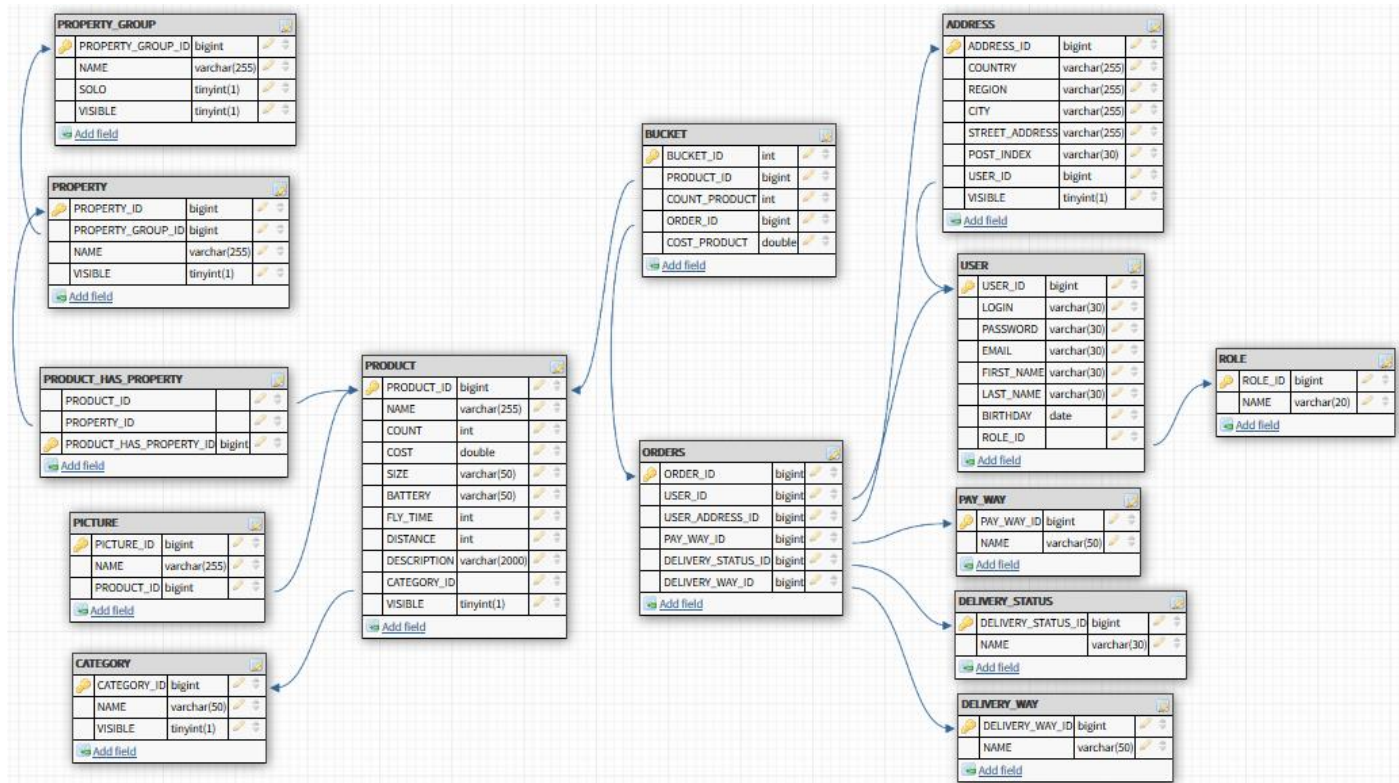 PROPERTY_GROUP
PROPERTY_GROUP_ID bigint
NAME varchar(255)
SOLO tinyint(1)
VISIBLE tinyint(1)
Add field
PROPERTY
PROPERTY_ID bigint
PROPERTY_GROUP_ID bigint
NAME varchar(255)
VISIBLE tinyint(1)
Add field
PRODUCT_HAS_PROPERTY
PRODUCT_ID
PROPERTY_ID
PRODUCT_HAS_PROPERTY_ID bigint
Add field
PICTURE
PICTURE_ID bigint
NAME varchar(255)
PRODUCT_ID bigint
Add field
CATEGORY
CATEGORY_ID bigint
NAME varchar(50)
VISIBLE tinyint(1)
Add field
PRODUCT
PRODUCT_ID bigint
NAME varchar(255)
COUNT int
COST double
SIZE varchar(50)
BATTERY varchar(50)
FLY_TIME int
DISTANCE int
DESCRIPTION varchar(2000)
CATEGORY_ID
VISIBLE tinyint(1)
Add field
BUCKET
BUCKET_ID int
PRODUCT_ID bigint
COUNT_PRODUCT int
ORDER_ID bigint
COST_PRODUCT double
Add field
ORDERS
ORDER_ID bigint
USER_ID bigint
USER_ADDRESS_ID bigint
PAY_WAY_ID bigint
DELIVERY_STATUS_ID bigint
DELIVERY_WAY_ID bigint
Add field
ADDRESS
ADDRESS_ID bigint
COUNTRY varchar(255)
REGION varchar(255)
CITY varchar(255)
STREET_ADDRESS varchar(255)
POST_INDEX varchar(30)
USER_ID bigint
VISIBLE tinyint(1)
Add field
USER
USER_ID bigint
LOGIN varchar(30)
PASSWORD varchar(30)
EMAIL varchar(30)
FIRST_NAME varchar(30)
LAST_NAME varchar(30)
BIRTHDAY date
ROLE_ID
Add field
ROLE
ROLE_ID bigint
NAME varchar(20)
Add field
PAY_WAY
PAY_WAY_ID bigint
NAME varchar(50)
Add field
DELIVERY_STATUS
DELIVERY_STATUS_ID bigint
NAME varchar(30)
Add field
DELIVERY_WAY
DELIVERY_WAY_ID bigint
NAME varchar(50)
Add field